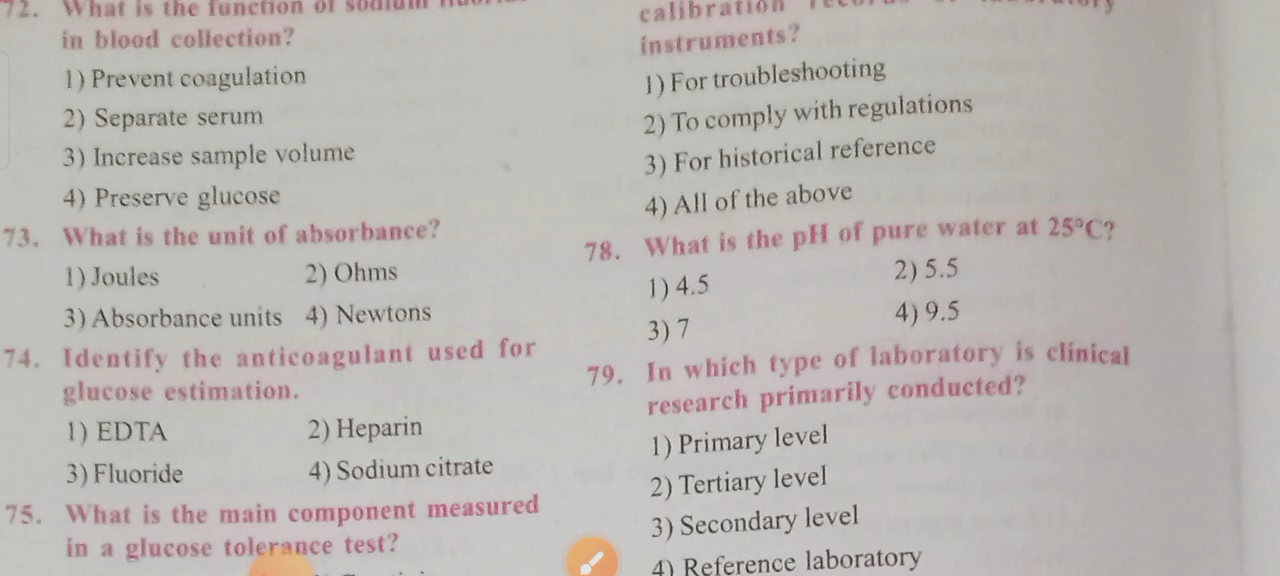 72. What is the function of sodium
in blood collection?
1) Prevent coagulation
2) Separate serum
3) Increase sample volume
4) Preserve glucose
73. What is the unit of absorbance?
1) Joules 2) Ohms
3) Absorbance units 4) Newtons
74. Identify the anticoagulant used for
glucose estimation.
1) EDTA 2) Heparin
3) Fluoride 4) Sodium citrate
75. What is the main component measured
in a glucose tolerance test?
calibration
instruments?
1) For troubleshooting
2) To comply with regulations
3) For historical reference
4) All of the above
78. What is the pH of pure water at 25°C?
1) 4.5 2) 5.5
3) 7 4) 9.5
79. In which type of laboratory is clinical
research primarily conducted?
1) Primary level
2) Tertiary level
3) Secondary level
4) Reference laboratory